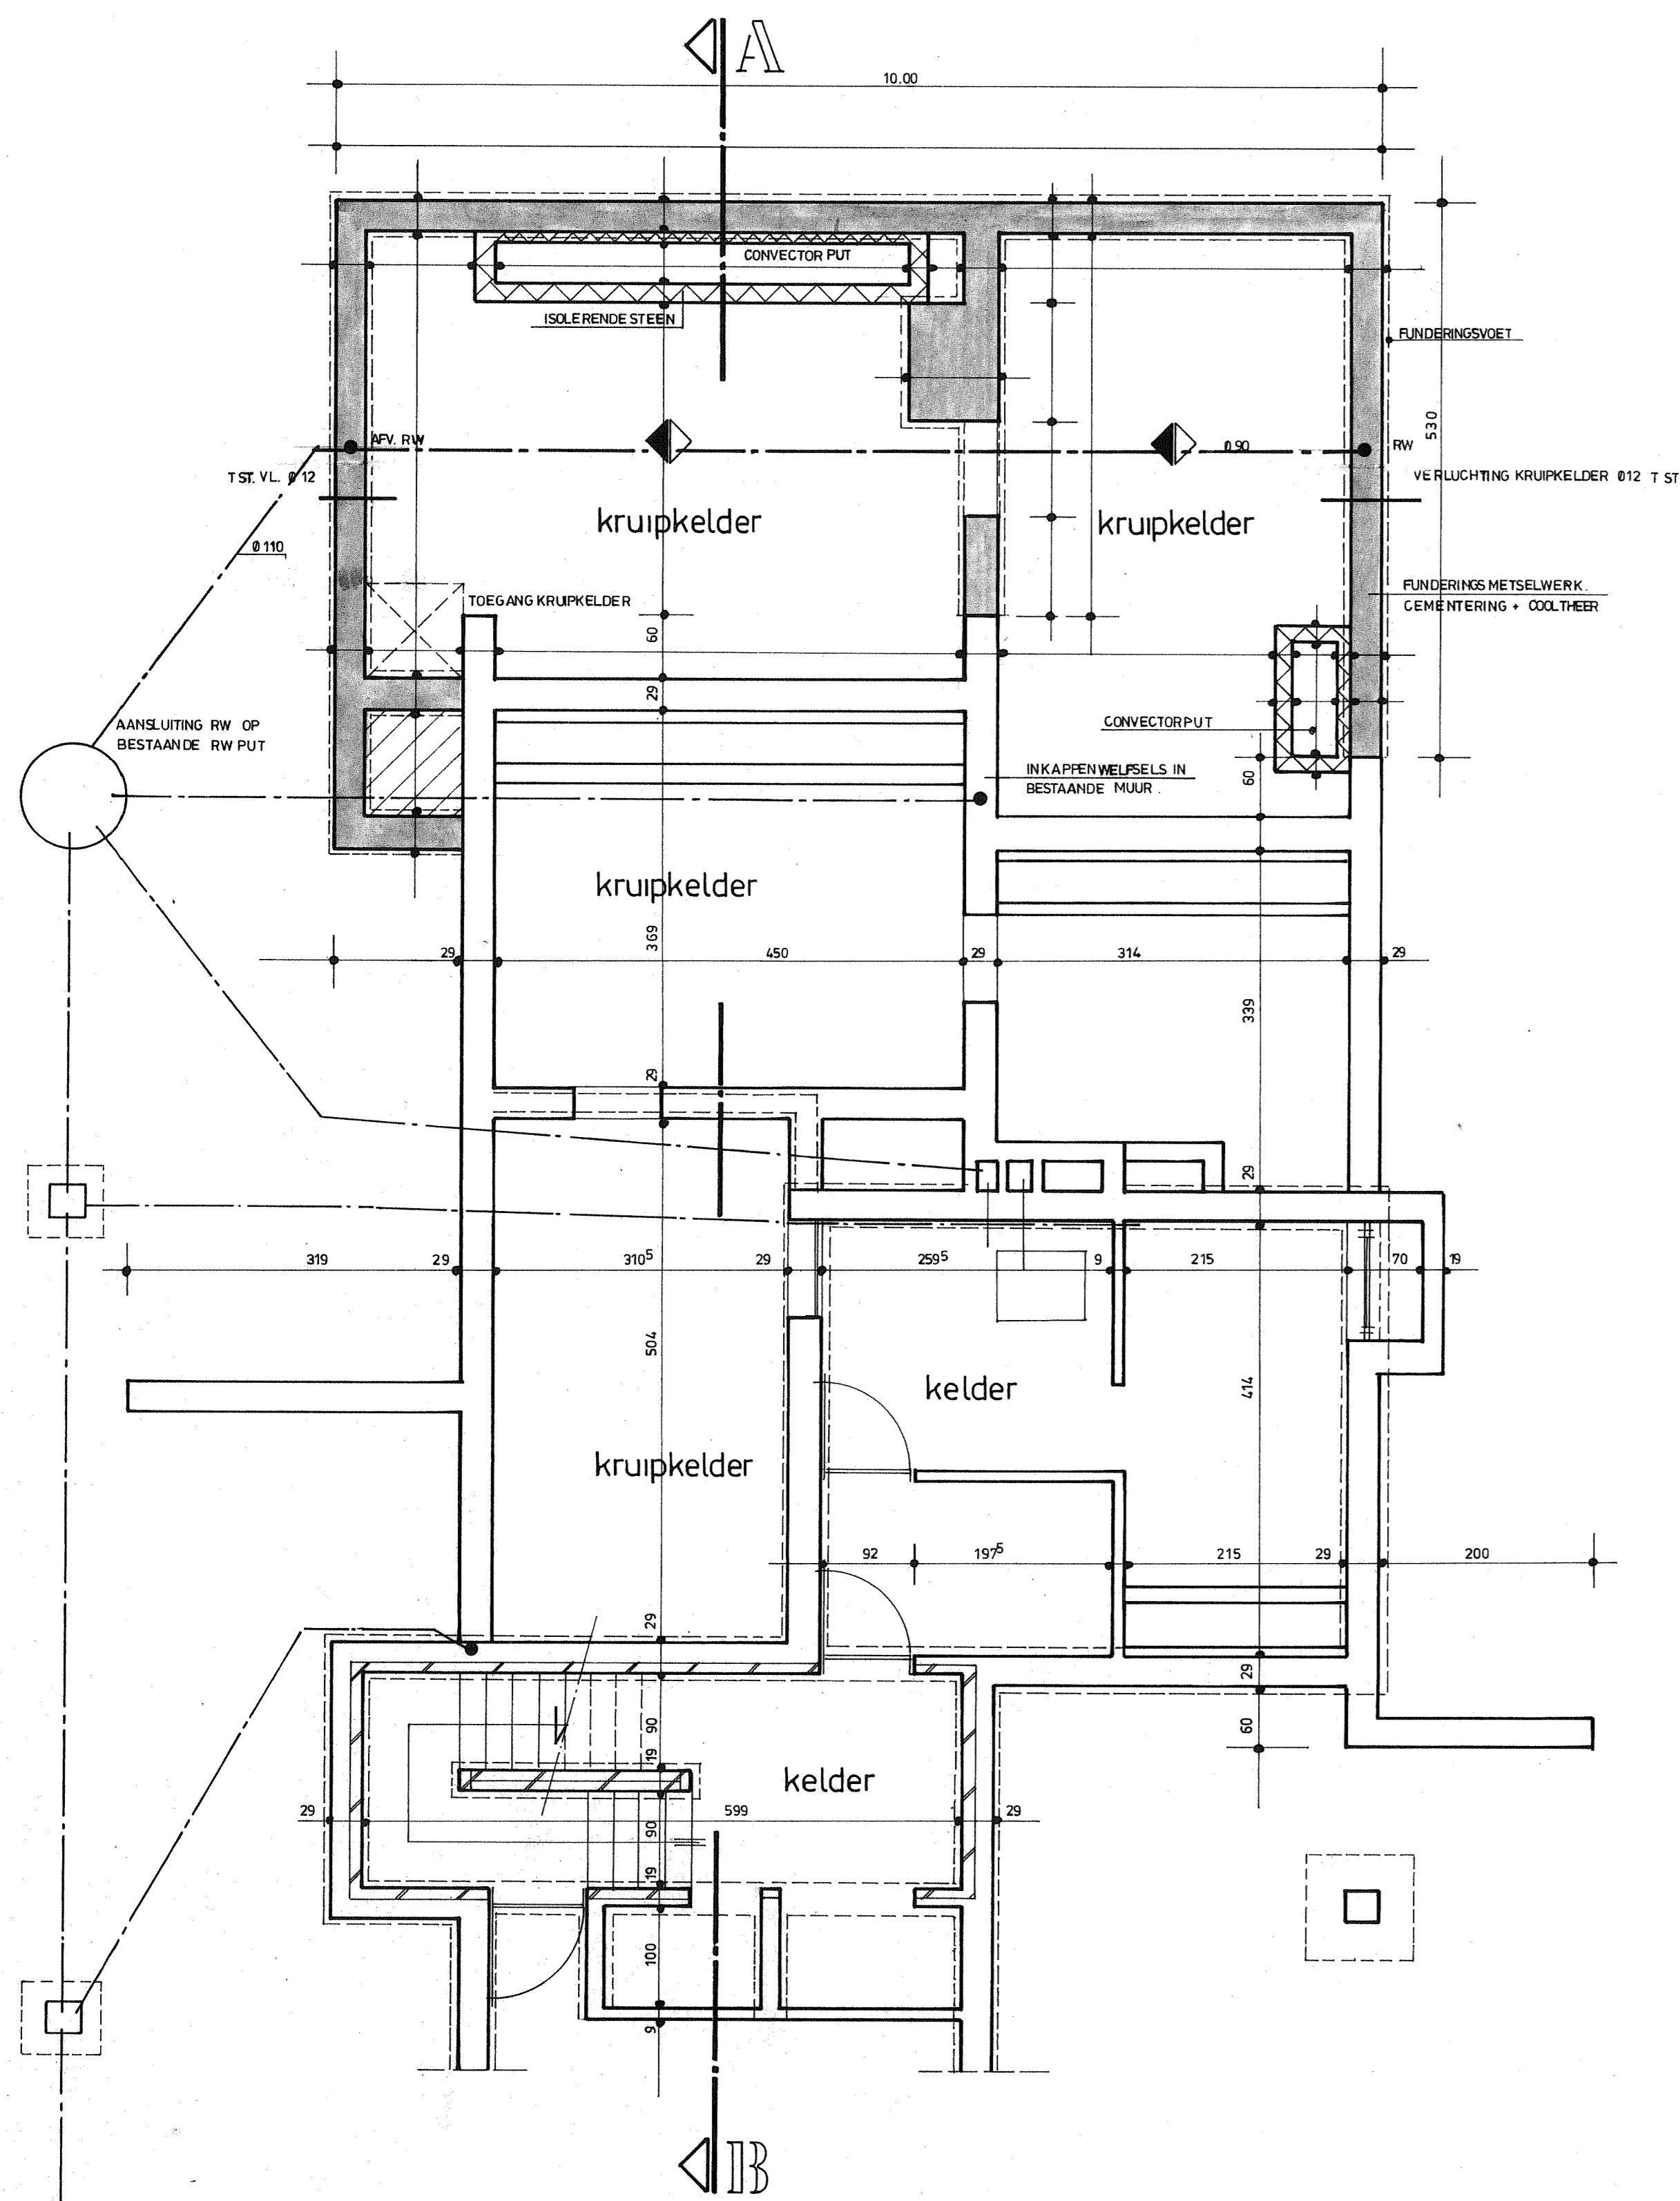 A
10.00
CONVECTOR PUT
ISOLERENDE STEEN
FUNDERINGSVOET
530
AFV. RW
0.90
RW
T ST. VL. Ø 12
VERLUCHTING KRUIPKELDER Ø12 T ST
kruipkelder
kruipkelder
Ø 110
TOEGANG KRUIPKELDER
FUNDERINGSMETSELWERK.
CEMENTERING + COOLTHEER
60
29
AANSLUITING RW OP
BESTAANDE RW PUT
CONVECTORPUT
INKAPPEN WELFSELS IN
BESTAANDE MUUR.
60
kruipkelder
369
29
450
29
314
29
339
29
29
319
29
310⁵
29
259⁵
9
215
70
19
504
kelder
414
kruipkelder
92
197⁵
215
29
200
29
29
60
90
19
kelder
29
599
29
90
19
100
9
B